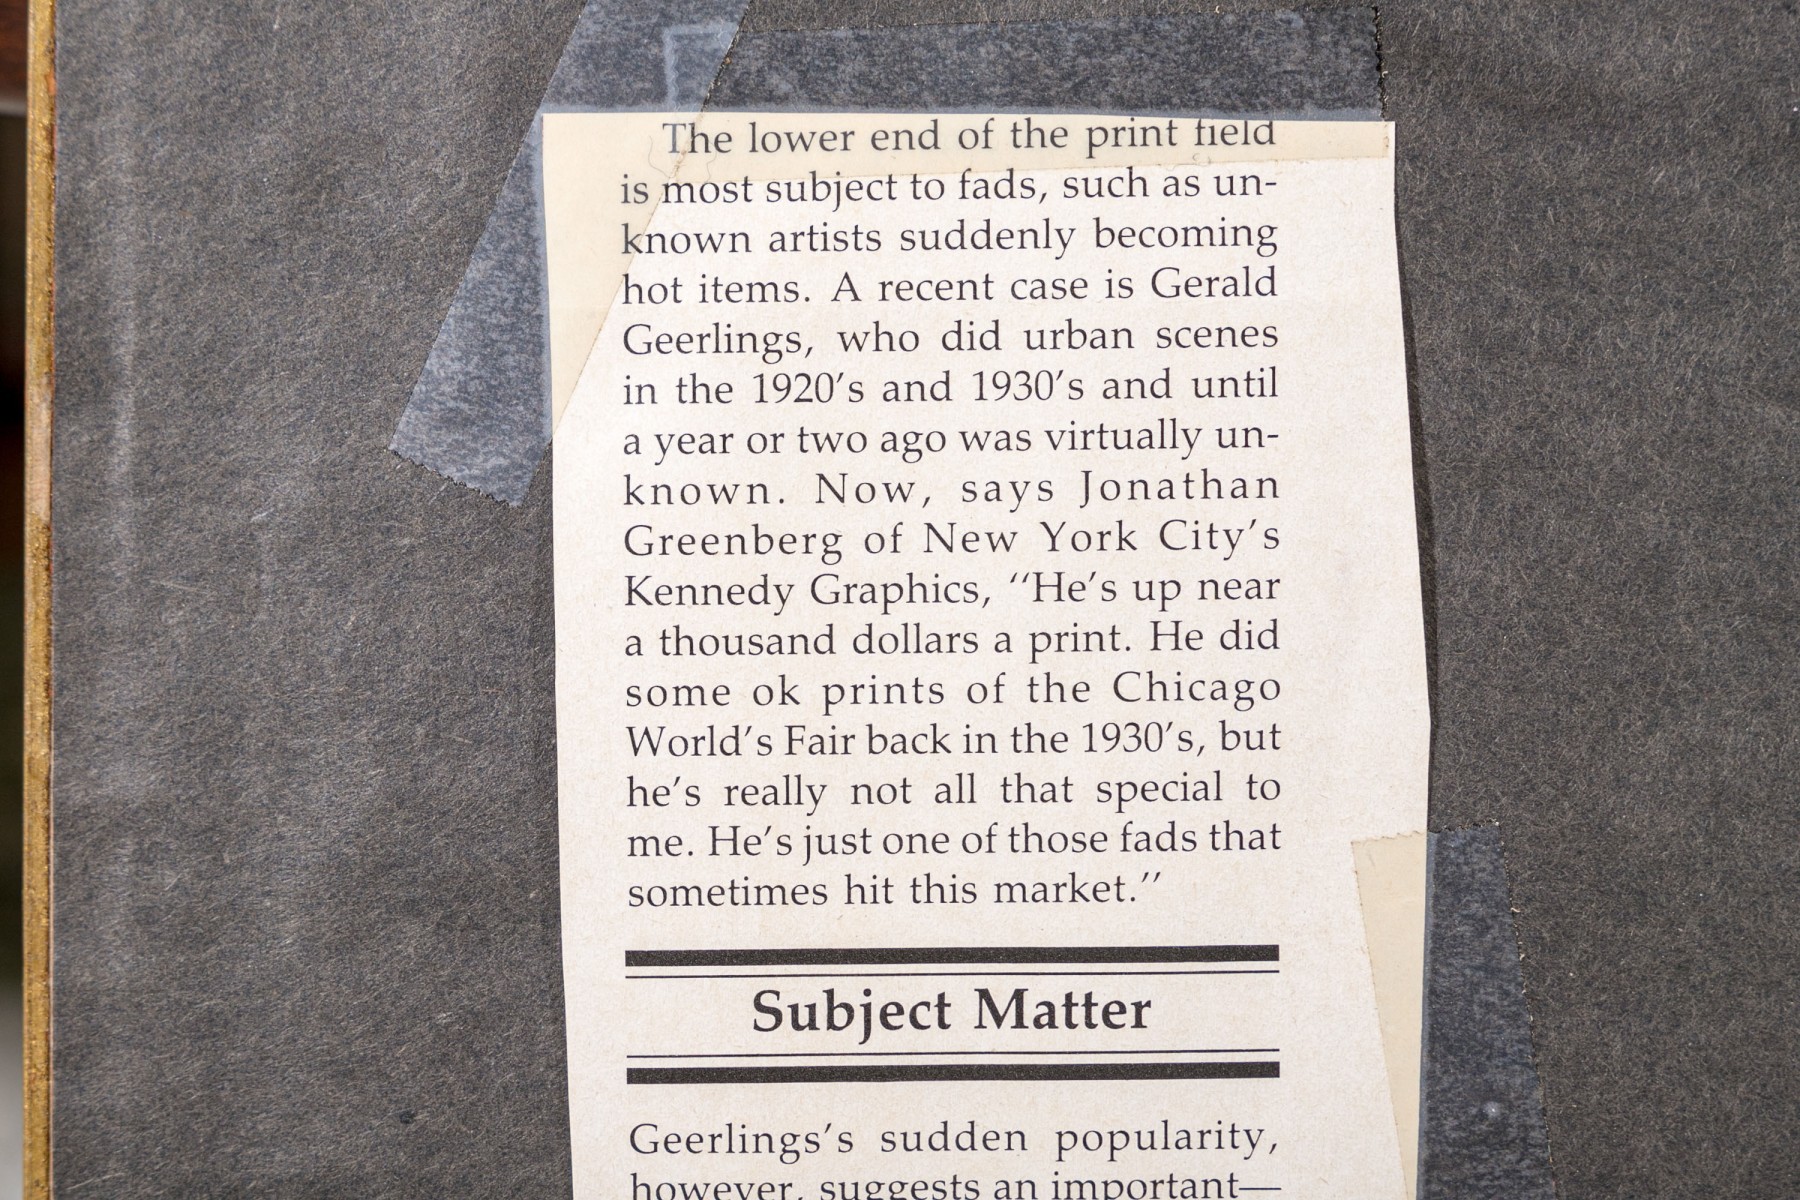 The lower end of the print field
is most subject to fads, such as un-
known artists suddenly becoming
hot items. A recent case is Gerald
Geerlings, who did urban scenes
in the 1920's and 1930's and until
a year or two ago was virtually un-
known. Now, says Jonathan
Greenberg of New York City's
Kennedy Graphics, “He's up near
a thousand dollars a print. He did
some ok prints of the Chicago
World's Fair back in the 1930's, but
he's really not all that special to
me. He's just one of those fads that
sometimes hit this market.”
Subject Matter
Geerlings's sudden popularity,
however, suggests an important—